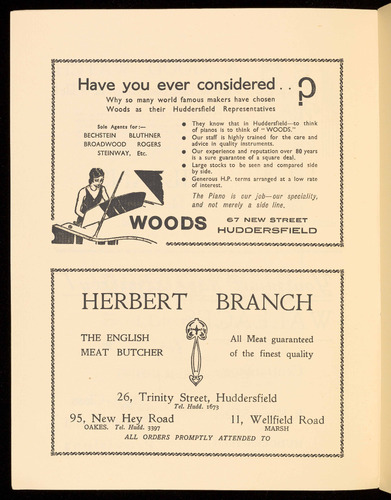 Have you ever considered . . ?
Why so many world famous makers have chosen
Woods as their Huddersfield Representatives
Sole Agents for:—
BECHSTEIN BLUTHNER
BROADWOOD ROGERS
STEINWAY, Etc.
● They know that in Huddersfield—to think
of pianos is to think of "WOODS."
● Our staff is highly trained for the care and
advice in quality instruments.
● Our experience and reputation over 80 years
is a sure guarantee of a square deal.
● Large stocks to be seen and compared side
by side.
● Generous H.P. terms arranged at a low rate
of interest.
The Piano is our job—our speciality,
and not merely a side line.
WOODS 67 NEW STREET
HUDDERSFIELD
HERBERT BRANCH
THE ENGLISH
MEAT BUTCHER
All Meat guaranteed
of the finest quality
26, Trinity Street, Huddersfield
Tel. Hudd. 1673
95, New Hey Road
OAKES. Tel. Hudd. 3397
11, Wellfield Road
MARSH
ALL ORDERS PROMPTLY ATTENDED TO